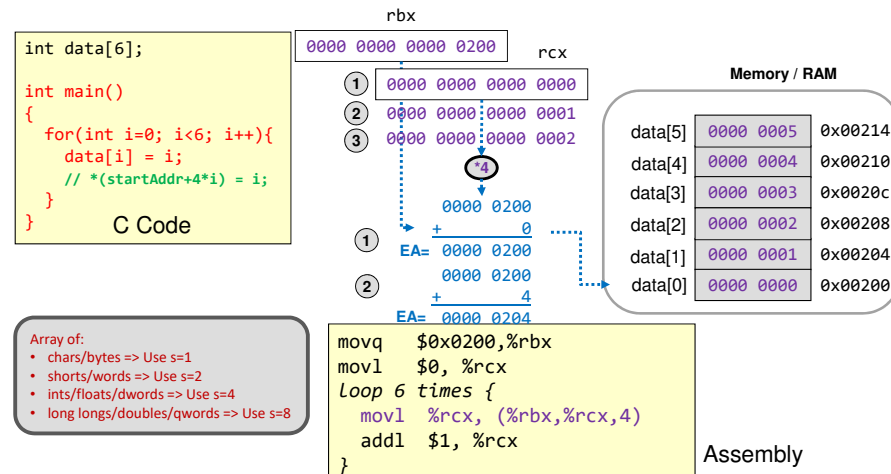 rbx
0000 0000 0000 0200
rcx
int data[6];
int main()
{
for(int i=0; i<6; i++){
data[i] = i;
// *(startAddr+4*i) = i;
}
}
C Code
1 0000 0000 0000 0000
2 0000 0000 0000 0001
3 0000 0000 0000 0002
*4
1
0000 0200
+ 0
EA= 0000 0200
2
0000 0200
+ 4
EA= 0000 0204
Memory / RAM
data[5] 0000 0005 0x00214
data[4] 0000 0004 0x00210
data[3] 0000 0003 0x0020c
data[2] 0000 0002 0x00208
data[1] 0000 0001 0x00204
data[0] 0000 0000 0x00200
Array of:
• chars/bytes => Use s=1
• shorts/words => Use s=2
• ints/floats/dwords => Use s=4
• long longs/doubles/qwords => Use s=8
movq $0x0200,%rbx
movl $0, %rcx
Loop 6 times {
movl %rcx, (%rbx,%rcx,4)
addl $1, %rcx
}
Assembly